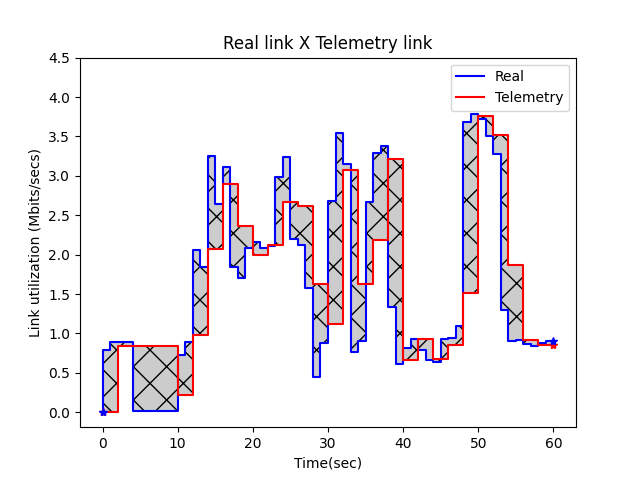 Real link X Telemetry link
Real
Telemetry
Link utilization (Mbits/secs)
4.5
4.0
3.5
3.0
2.5
2.0
1.5
1.0
0.5
0.0
0 10 20 30 40 50 60
Time(sec)